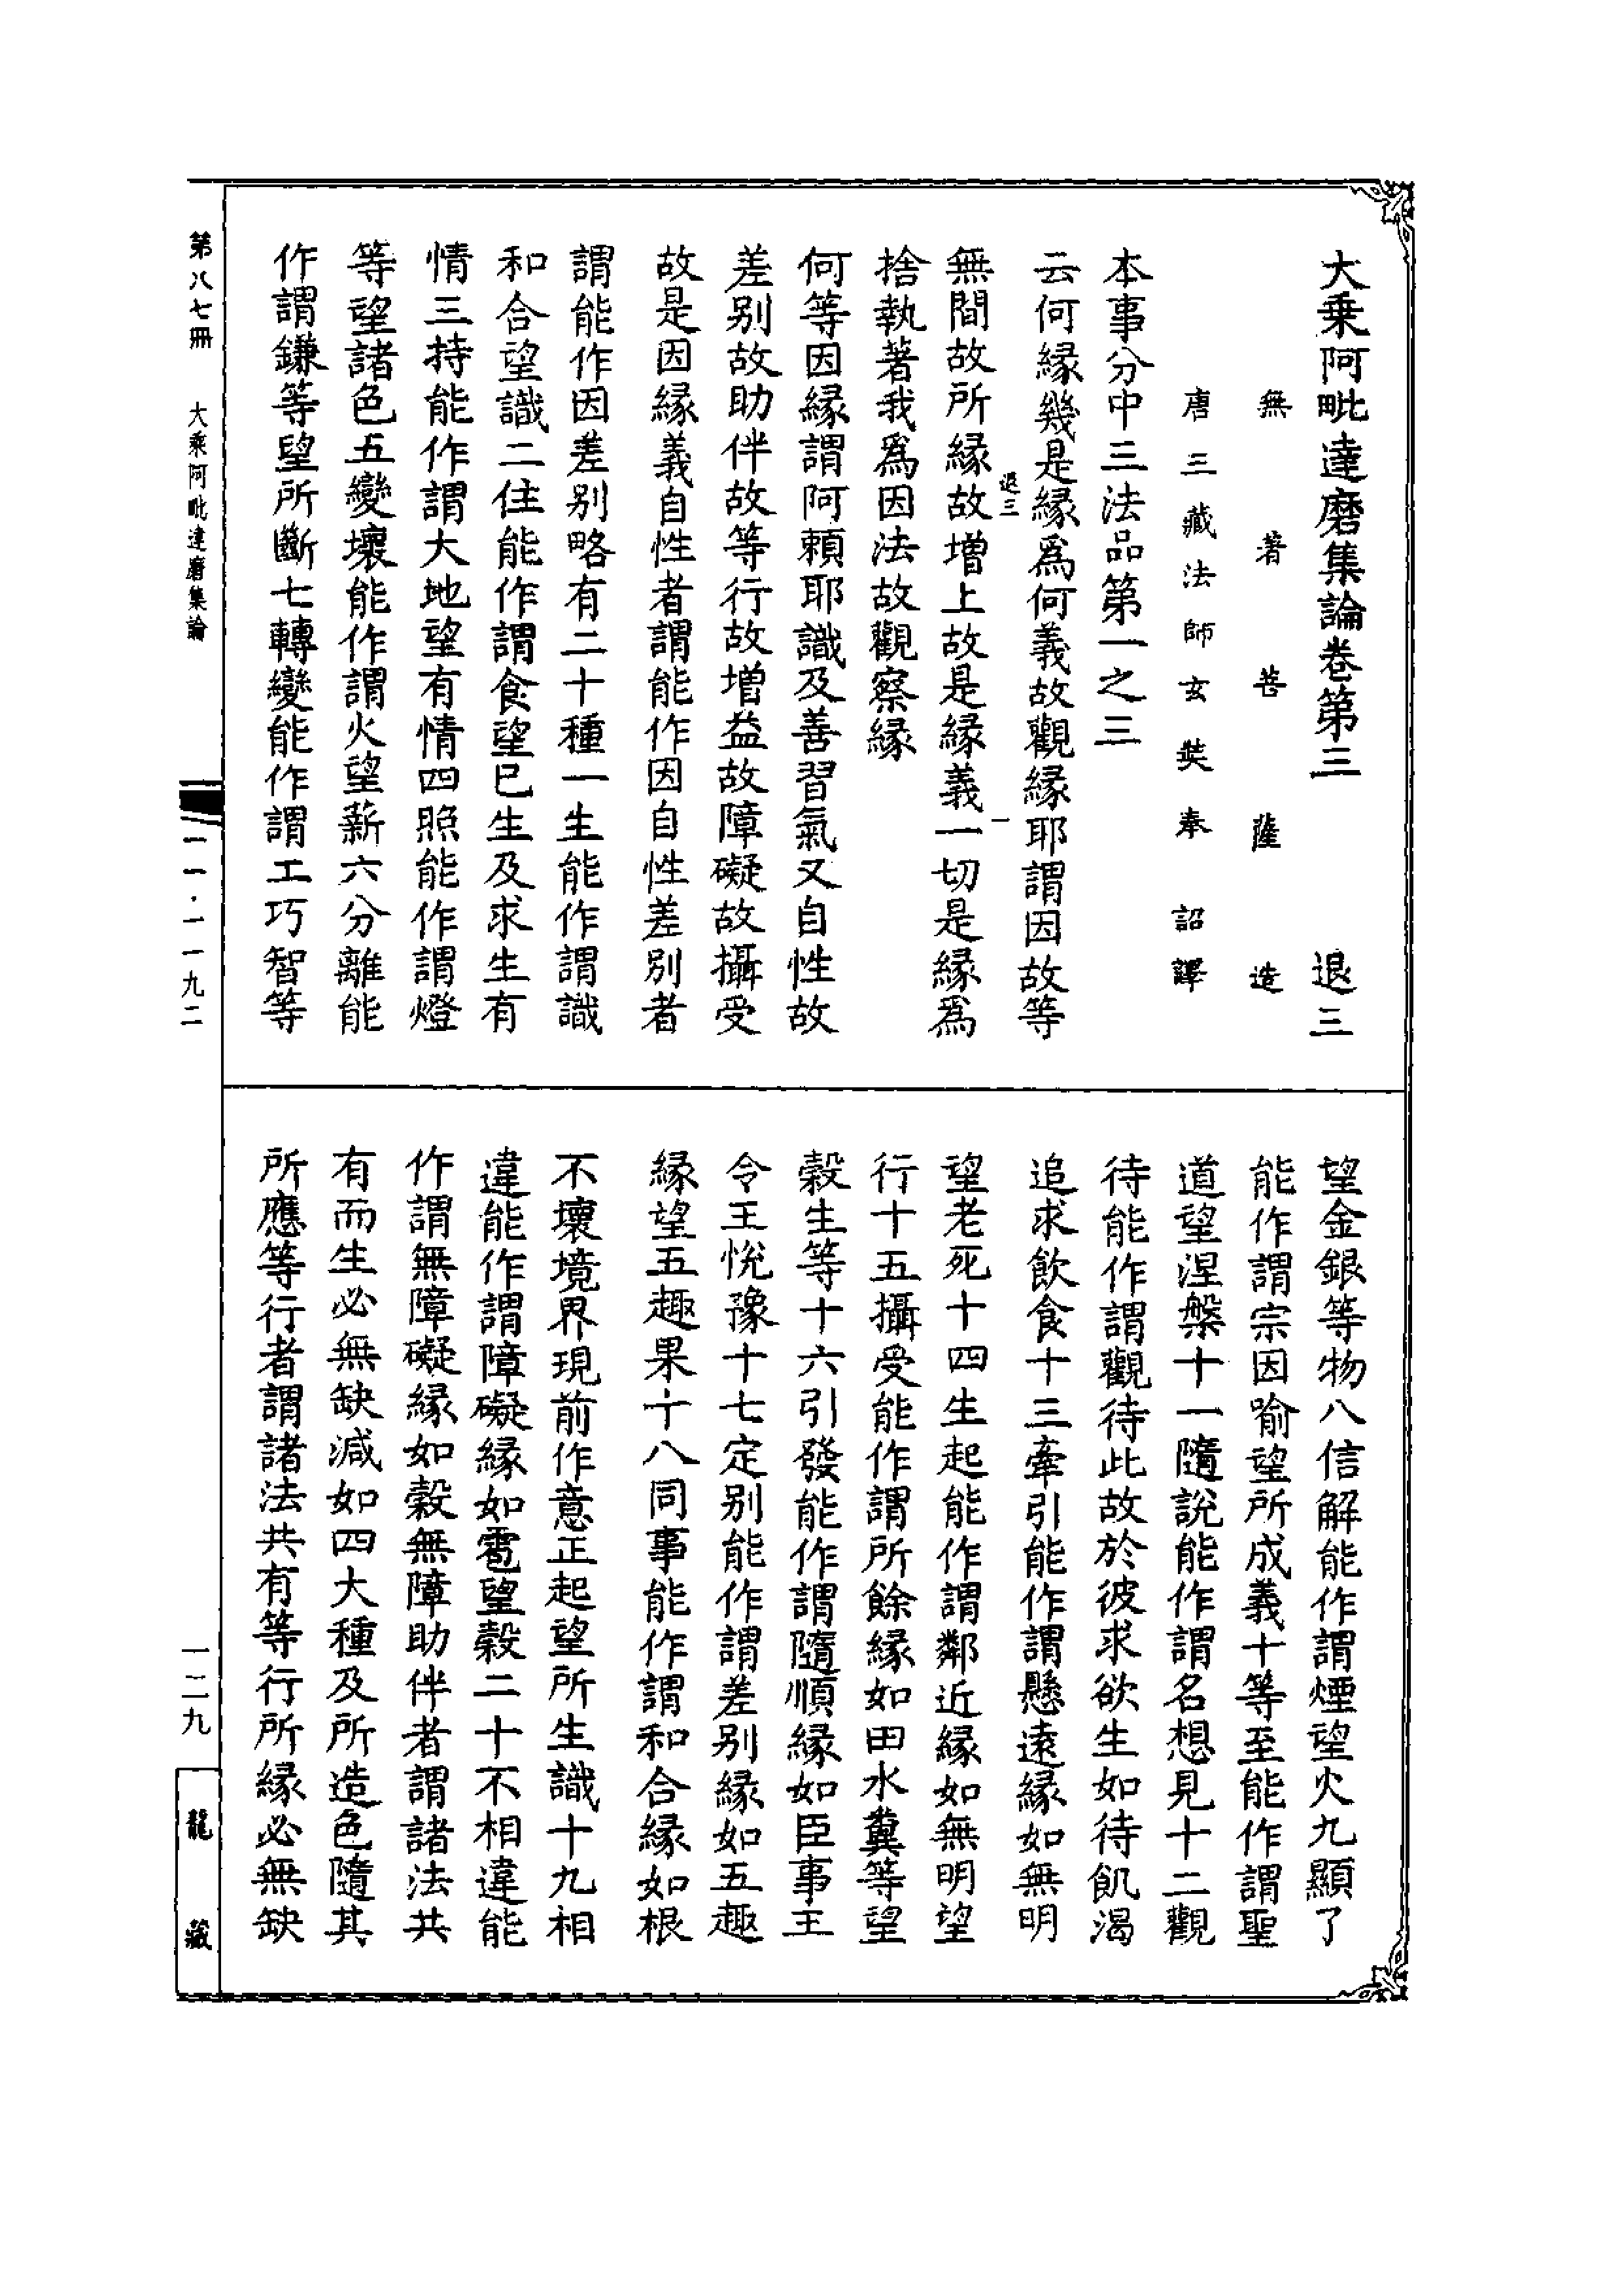 大乗阿毗達磨集論卷第三 退三
無著菩薩造
唐三藏法師玄奘奉 詔譯
本事分中三法品第一之三
云何緣幾是緣爲何義故觀緣耶謂因故等
無間故所緣故增上故是緣義一切是緣爲
退三 一
捨執著我爲因法故觀察緣
何等因緣謂阿賴耶識及善習氣又自性故
差别故助伴故等行故增益故障礙故攝受
故是因緣義自性者謂能作因自性差别者
謂能作因差别略有二十種一生能作謂識
和合望識二住能作謂食望已生及求生有
情三持能作謂大地望有情四照能作謂燈
等望諸色五變壞能作謂火望薪六分離能
作謂鎌等望所斷七轉變能作謂工巧智等
望金銀等物八信解能作謂煙望火九顯了
能作謂宗因喻望所成義十等至能作謂聖
道望涅槃十一隨說能作謂名想見十二觀
待能作謂觀待此故於彼求欲生如待飢渴
追求飲食十三牽引能作謂懸遠緣如無明
望老死十四生起能作謂鄰近緣如無明望
行十五攝受能作謂所餘緣如田水糞等望
穀生等十六引發能作謂隨順緣如臣事王
令王悅豫十七定别能作謂差别緣如五趣
緣望五趣果十八同事能作謂和合緣如根
不壞境界現前作意正起望所生識十九相
違能作謂障礙緣如雹望穀二十不相違能
作謂無障礙緣如穀無障助伴者謂諸法共
有而生必無缺減如四大種及所造色隨其
所應等行者謂諸法共有等行所緣必無缺
第八七冊 大乘阿毗達磨集論
一一·一一九二
一二九
龍藏